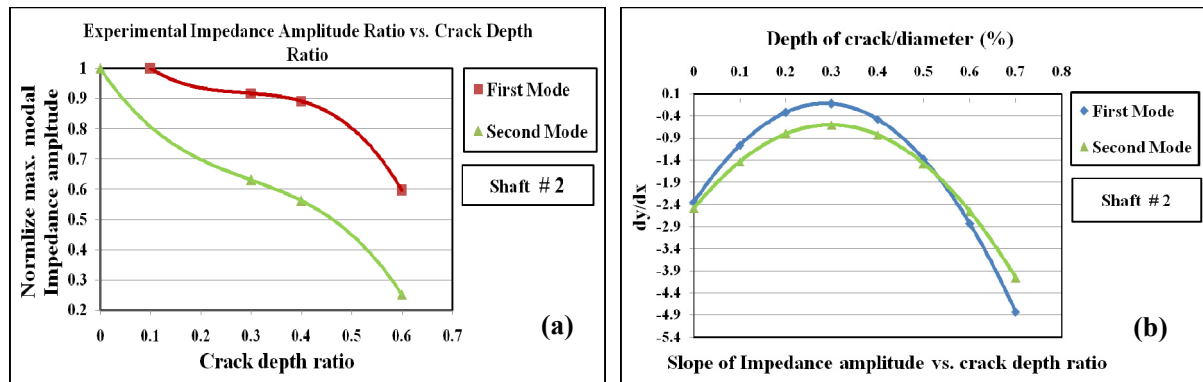 Experimental Impedance Amplitude Ratio vs. Crack Depth
Ratio
Normlize max. modal
Impedance ampltude
1
0.9
0.8
0.7
0.6
0.5
0.4
0.3
0.2
0 0.1 0.2 0.3 0.4 0.5 0.6 0.7
Crack depth ratio
First Mode
Second Mode
Shaft # 2
(a)
Depth of crack/diameter (%)
0 0.1 0.2 0.3 0.4 0.5 0.6 0.7 0.8
dy/dx
0.1
-0.4
-0.9
-1.4
-1.9
-2.4
-2.9
-3.4
-3.9
-4.4
-4.9
-5.4
First Mode
Second Mode
Shaft # 2
(b)
Slope of Impedance amplitude vs. crack depth ratio